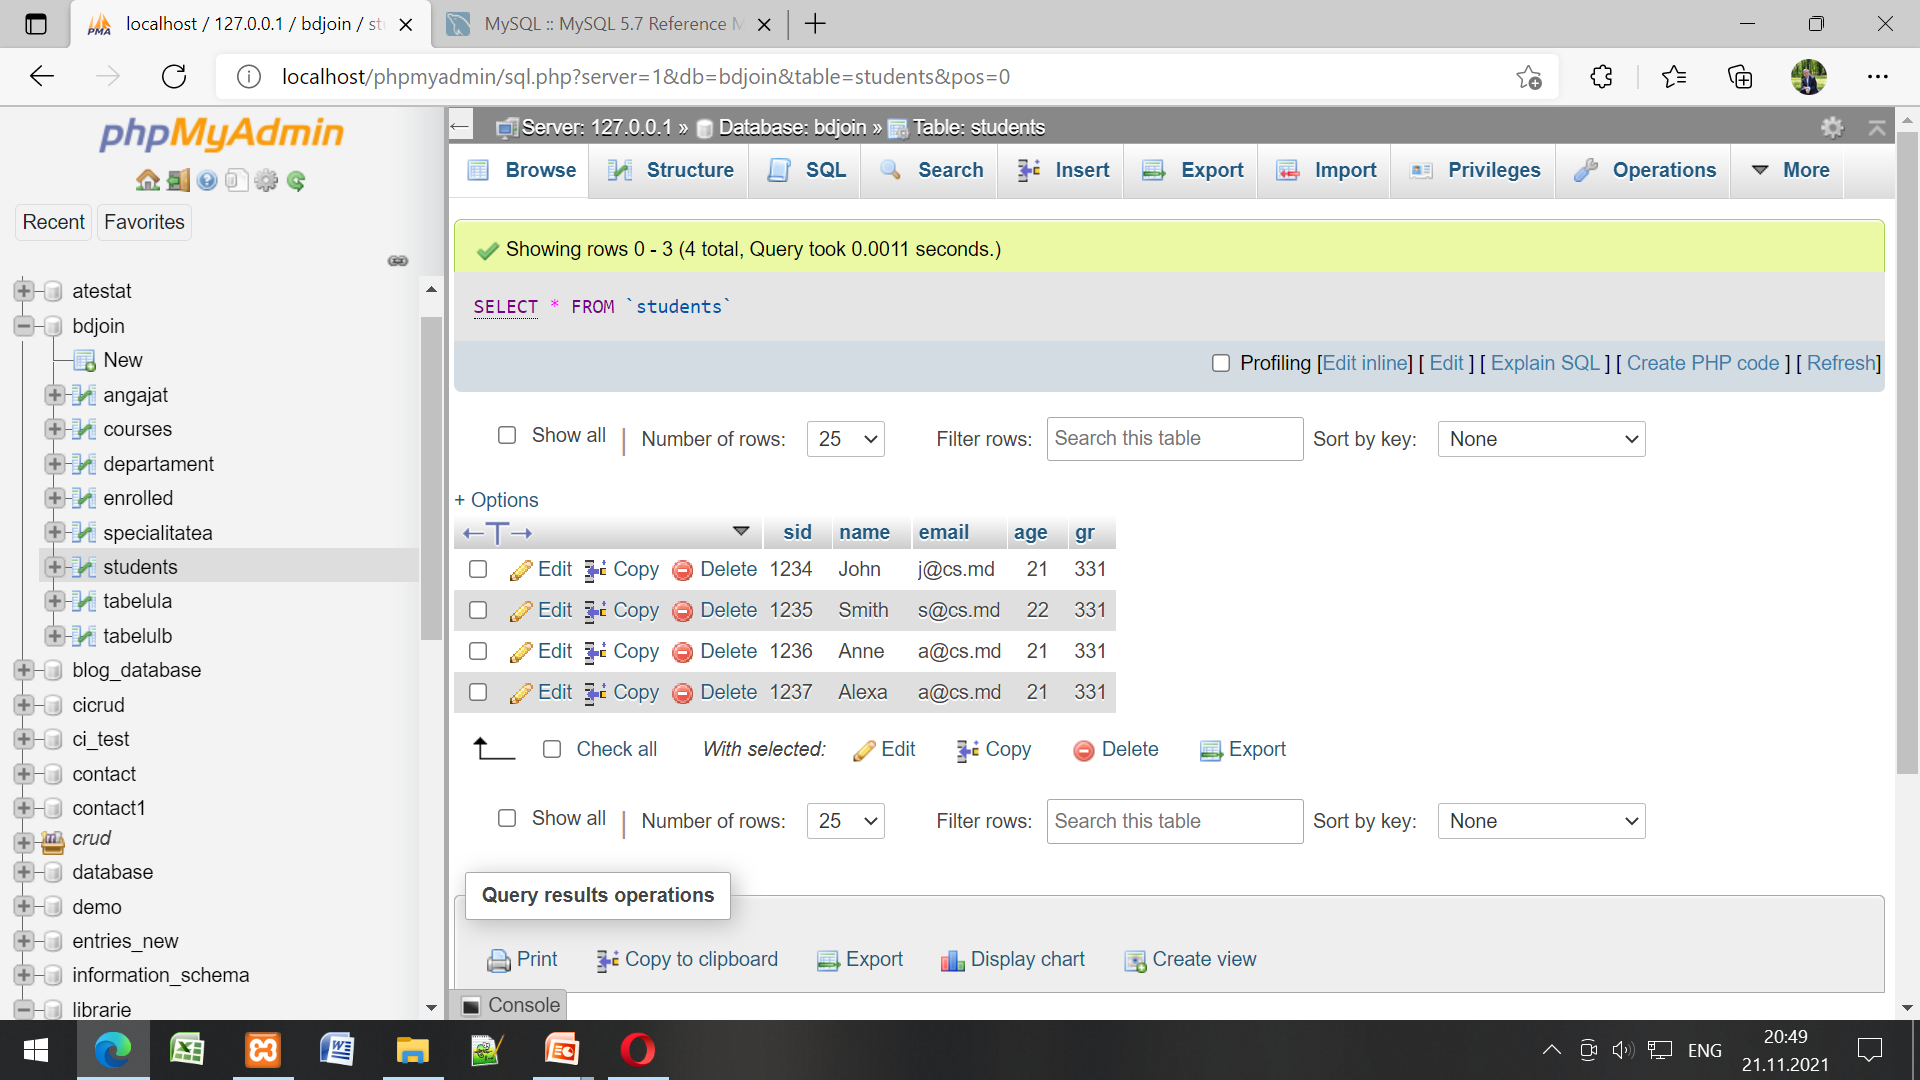 localhost / 127.0.0.1 / bdjoin / st
MySQL :: MySQL 5.7 Reference M
localhost/phpmyadmin/sql.php?server=1&db=bdjoin&table=students&pos=0
PMA
phpMyAdmin
Recent
Favorites
atestat
bdjoin
New
angajat
courses
departament
enrolled
specialitatea
students
tabelula
tabelulb
blog_database
cicrud
ci_test
contact
contact1
crud
database
demo
entries_new
information_schema
librarie
Server: 127.0.0.1 » Database: bdjoin » Table: students
Browse Structure SQL Search Insert Export Import Privileges Operations More
Showing rows 0 - 3 (4 total, Query took 0.0011 seconds.)
SELECT * FROM `students`
Profiling [Edit inline] [ Edit ] [ Explain SQL ] [ Create PHP code ] [ Refresh]
Show all | Number of rows: 25 Filter rows: Search this table Sort by key: None
+ Options
←T→ sid name email age gr
Edit Copy Delete 1234 John j@cs.md 21 331
Edit Copy Delete 1235 Smith s@cs.md 22 331
Edit Copy Delete 1236 Anne a@cs.md 21 331
Edit Copy Delete 1237 Alexa a@cs.md 21 331
Check all With selected: Edit Copy Delete Export
Show all | Number of rows: 25 Filter rows: Search this table Sort by key: None
Query results operations
Print Copy to clipboard Export Display chart Create view
Console
ENG
20:49
21.11.2021